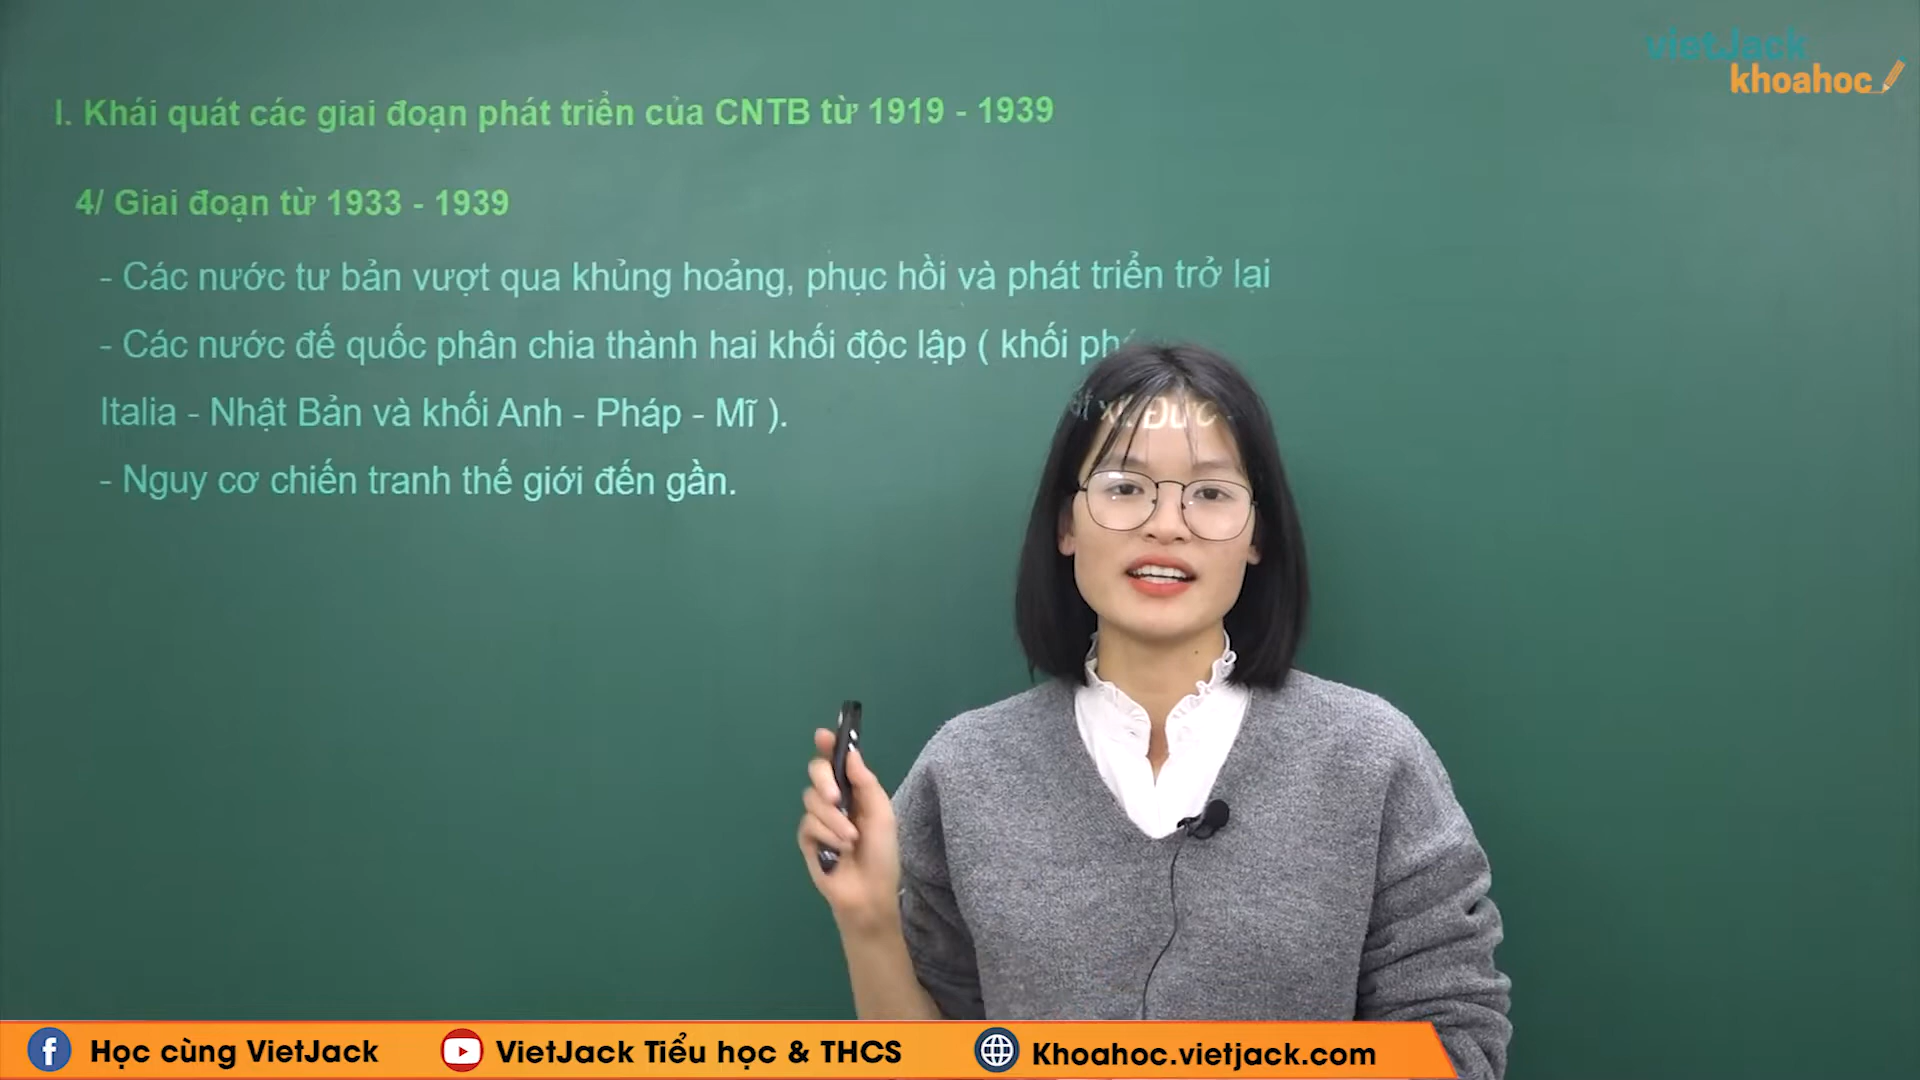 vietJack
khoahoc
I. Khái quát các giai đoạn phát triển của CNTB từ 1919 - 1939
4/ Giai đoạn từ 1933 - 1939
- Các nước tư bản vượt qua khủng hoảng, phục hồi và phát triển trở lại
- Các nước đế quốc phân chia thành hai khối độc lập ( khối
Đức -
Italia - Nhật Bản và khối Anh - Pháp - Mĩ ).
- Nguy cơ chiến tranh thế giới đến gần.
Học cùng VietJack
VietJack Tiểu học & THCS
Khoahoc.vietjack.com